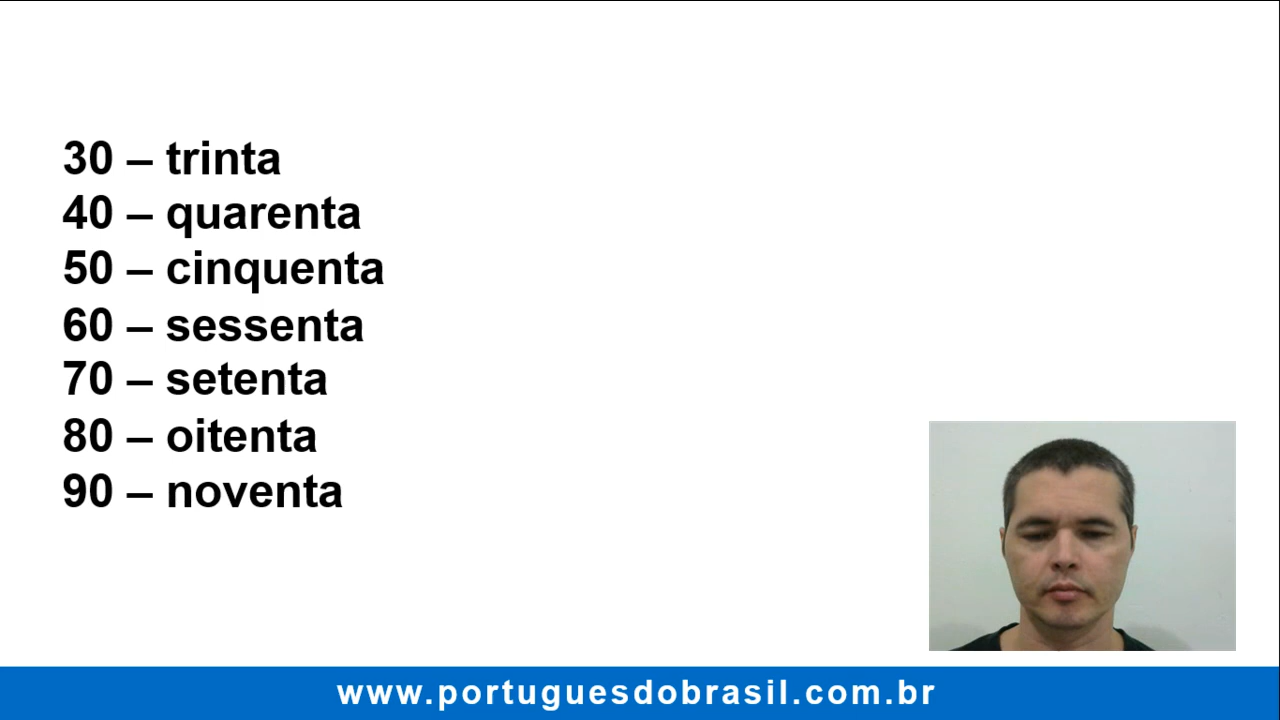 30 – trinta
40 – quarenta
50 – cinquenta
60 – sessenta
70 – setenta
80 – oitenta
90 – noventa
www.portuguesdobrasil.com.br